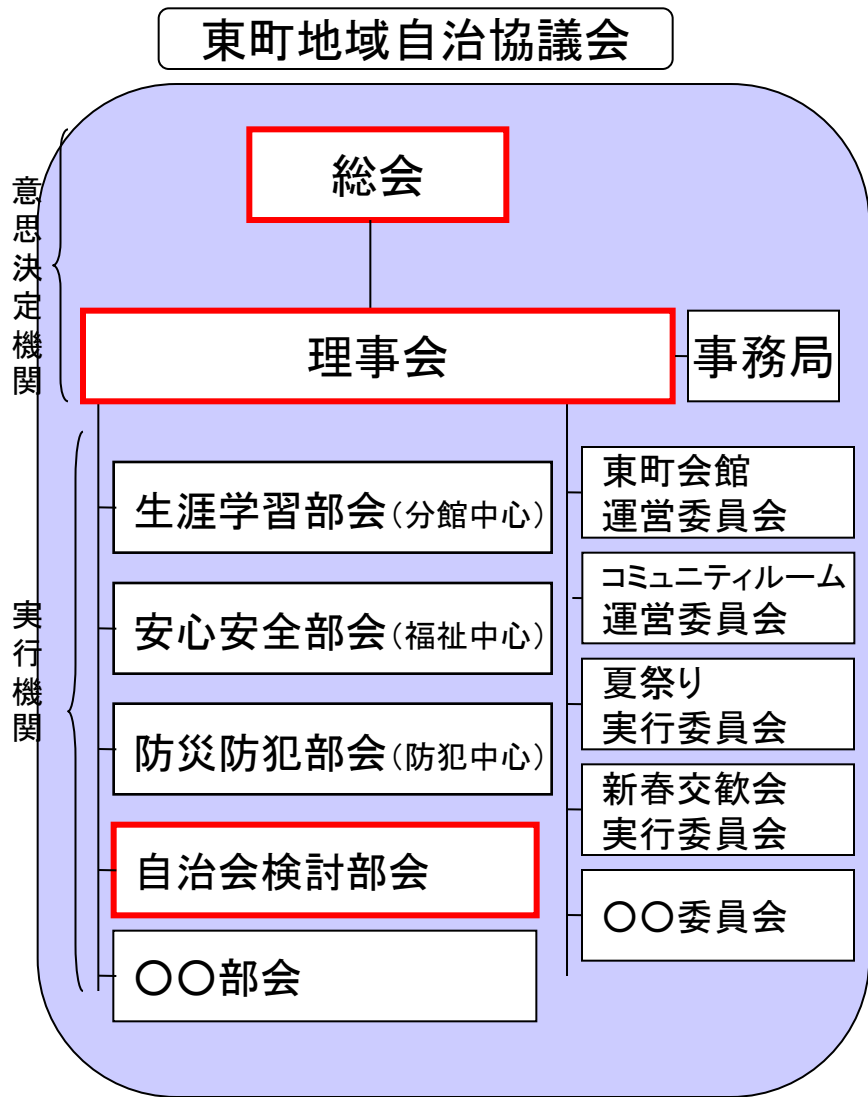 東町地域自治協議会
意思決定機関
総会
理事会
事務局
実行機関
生涯学習部会(分館中心)
安心安全部会(福祉中心)
防災防犯部会(防犯中心)
自治会検討部会
〇〇部会
東町会館
運営委員会
コミュニティルーム
運営委員会
夏祭り
実行委員会
新春交歓会
実行委員会
〇〇委員会